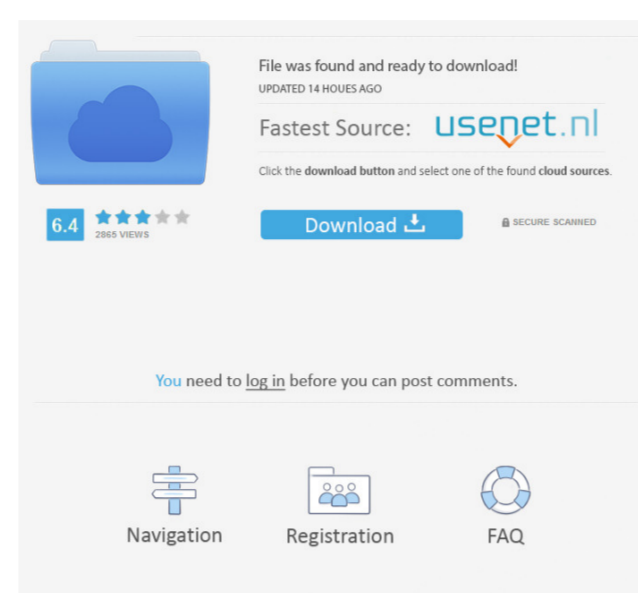 File was found and ready to download!
UPDATED 14 HOUES AGO
Fastest Source: usenet.nl
Click the download button and select one of the found cloud sources.
6.4
2865 VIEWS
Download
SECURE SCANNED
You need to log in before you can post comments.
Navigation
Registration
FAQ